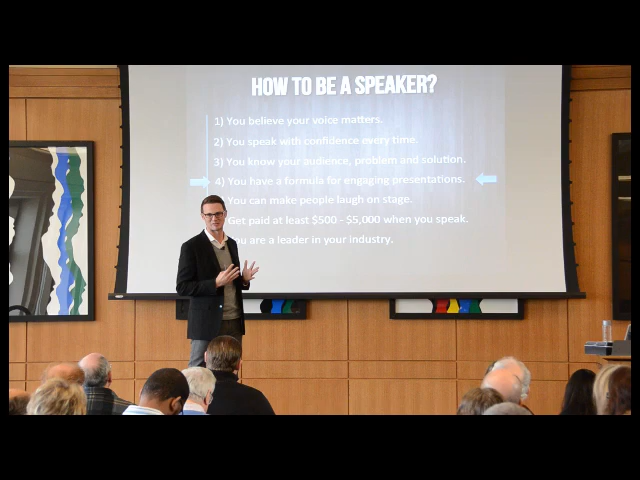 HOW TO BE A SPEAKER?
1) You believe your voice matters.
2) You speak with confidence every time.
3) You know your audience, problem and solution.
4) You have a formula for engaging presentations.
You can make people laugh on stage.
Get paid at least $500 - $5,000 when you speak.
are a leader in your industry.